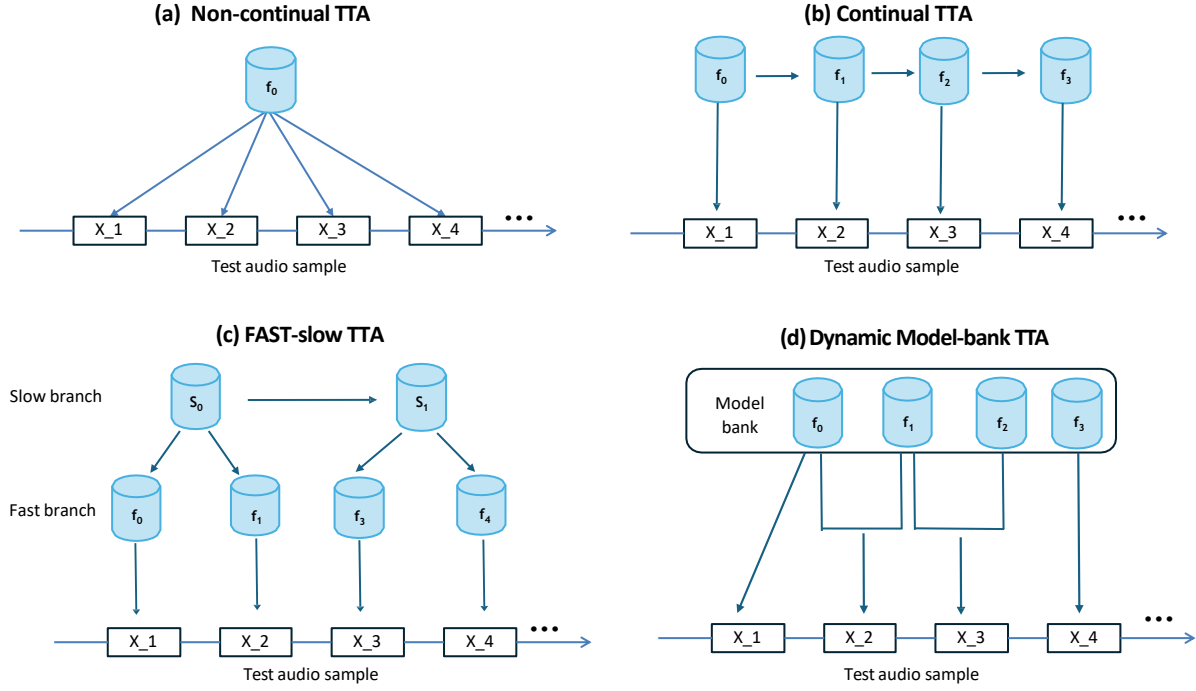 (a) Non-continual TTA
f₀
X_1 X_2 X_3 X_4 •••
Test audio sample
(b) Continual TTA
f₀ f₁ f₂ f₃
X_1 X_2 X_3 X_4 •••
Test audio sample
(c) FAST-slow TTA
Slow branch S₀ S₁
Fast branch f₀ f₁ f₃ f₄
X_1 X_2 X_3 X_4 •••
Test audio sample
(d) Dynamic Model-bank TTA
Model
bank
f₀ f₁ f₂ f₃
X_1 X_2 X_3 X_4 •••
Test audio sample